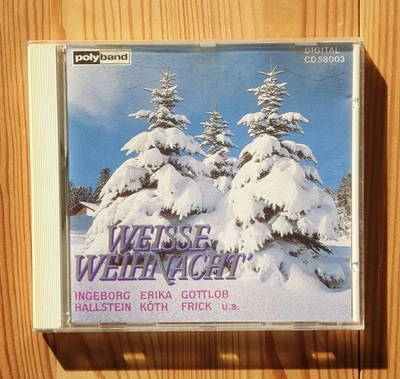 polyband
DIGITAL
CD 58003
WEISSE
WEIHNACHT'
INGEBORG ERIKA GOTTLOB
HALLSTEIN KÖTH FRICK u.a.